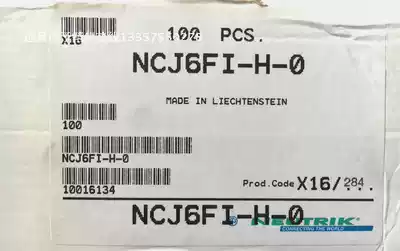 100 PCS.
X16
NCJ6FI-H-0
MADE IN LIECHTENSTEIN
100
NCJ6FI-H-0
10016134
Prod.Code X16/284...
NCJ6FI-H-0
NEUTRIK
CONNECTING THE WORLD